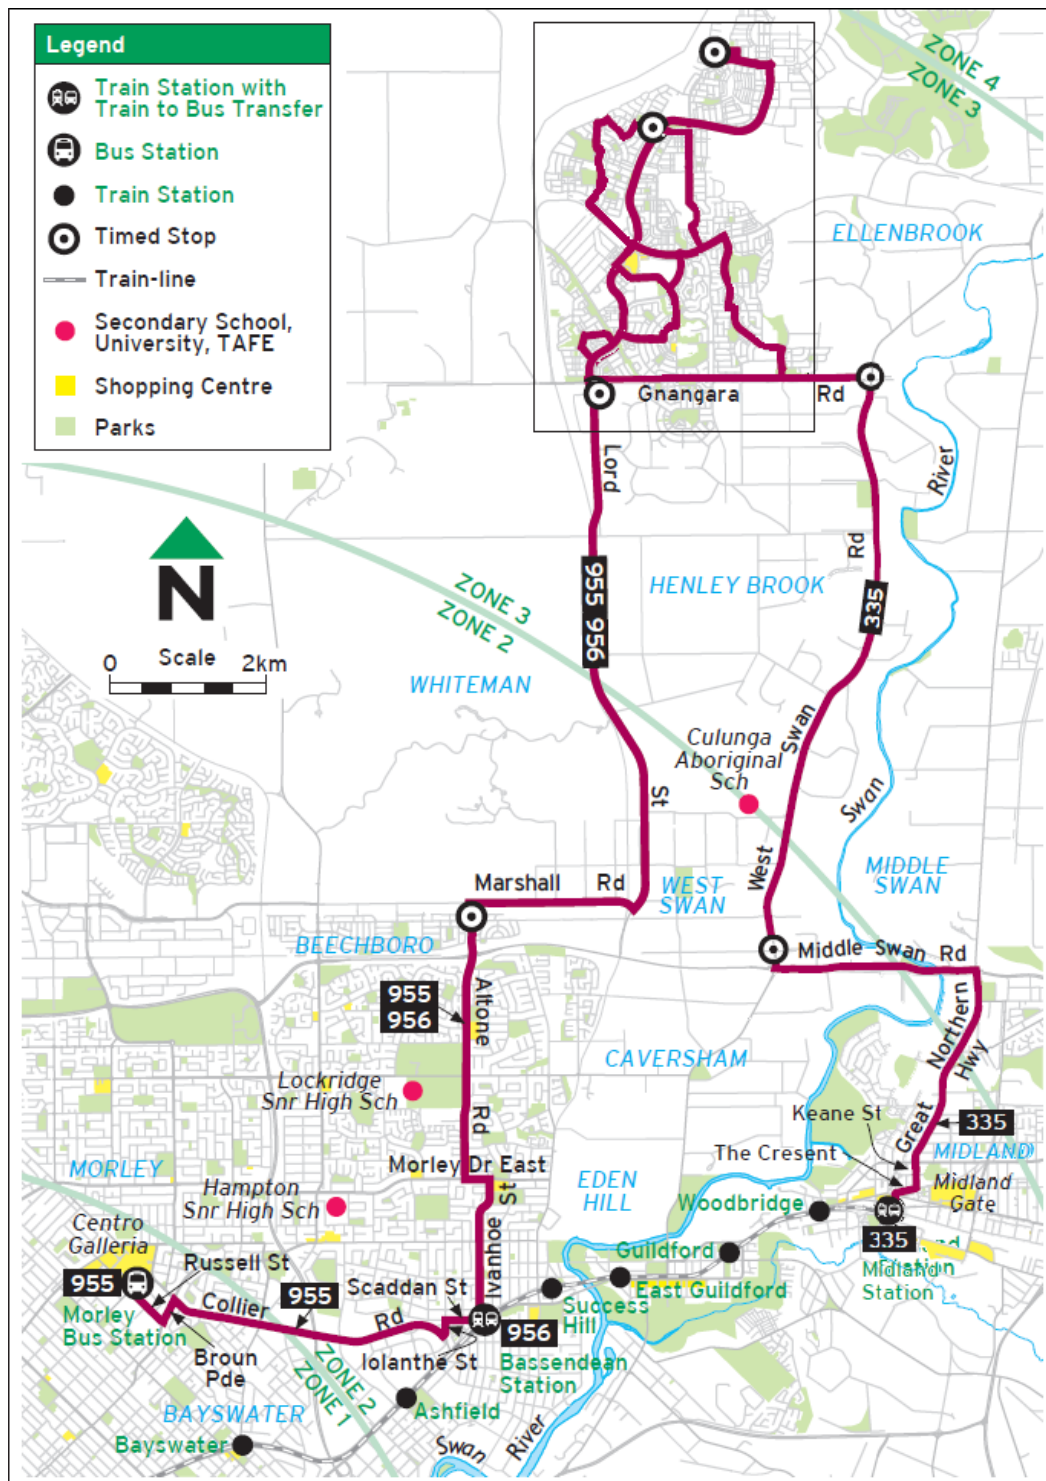 Legend
Train Station with
Train to Bus Transfer
Bus Station
Train Station
Timed Stop
Train-line
Secondary School,
University, TAFE
Shopping Centre
Parks
ZONE 4
ZONE 3
ELLENBROOK
Gnangara Rd
Lord
River
Rd
N
Scale
0 2km
ZONE 3
ZONE 2
955 956
HENLEY BROOK
335
WHITEMAN
Culunga
Aboriginal
Sch
Swan
St
Swan
West
MIDDLE
SWAN
Marshall Rd
WEST
SWAN
BEECHBORO
Middle Swan Rd
955
956
Altone
Northern
Hwy
CAVERSHAM
Lockridge
Snr High Sch
Rd
Keane St
Great
335
The Cresent
MIDLAND
MORLEY
Morley Dr East
Hampton
Snr High Sch
St
EDEN
HILL
Woodbridge
Midland
Gate
Centro
Galleria
Russell St
Ivanhoe
Guildford
335
Midland
Station
955
Collier
955
Scaddan St
Rd
East Guildford
Success
Hill
Morley
Bus Station
956
Broun
Pde
Iolanthe St
Bassendean
Station
ZONE 2
ZONE 1
BAYSWATER
Ashfield
Bayswater
Swan
River